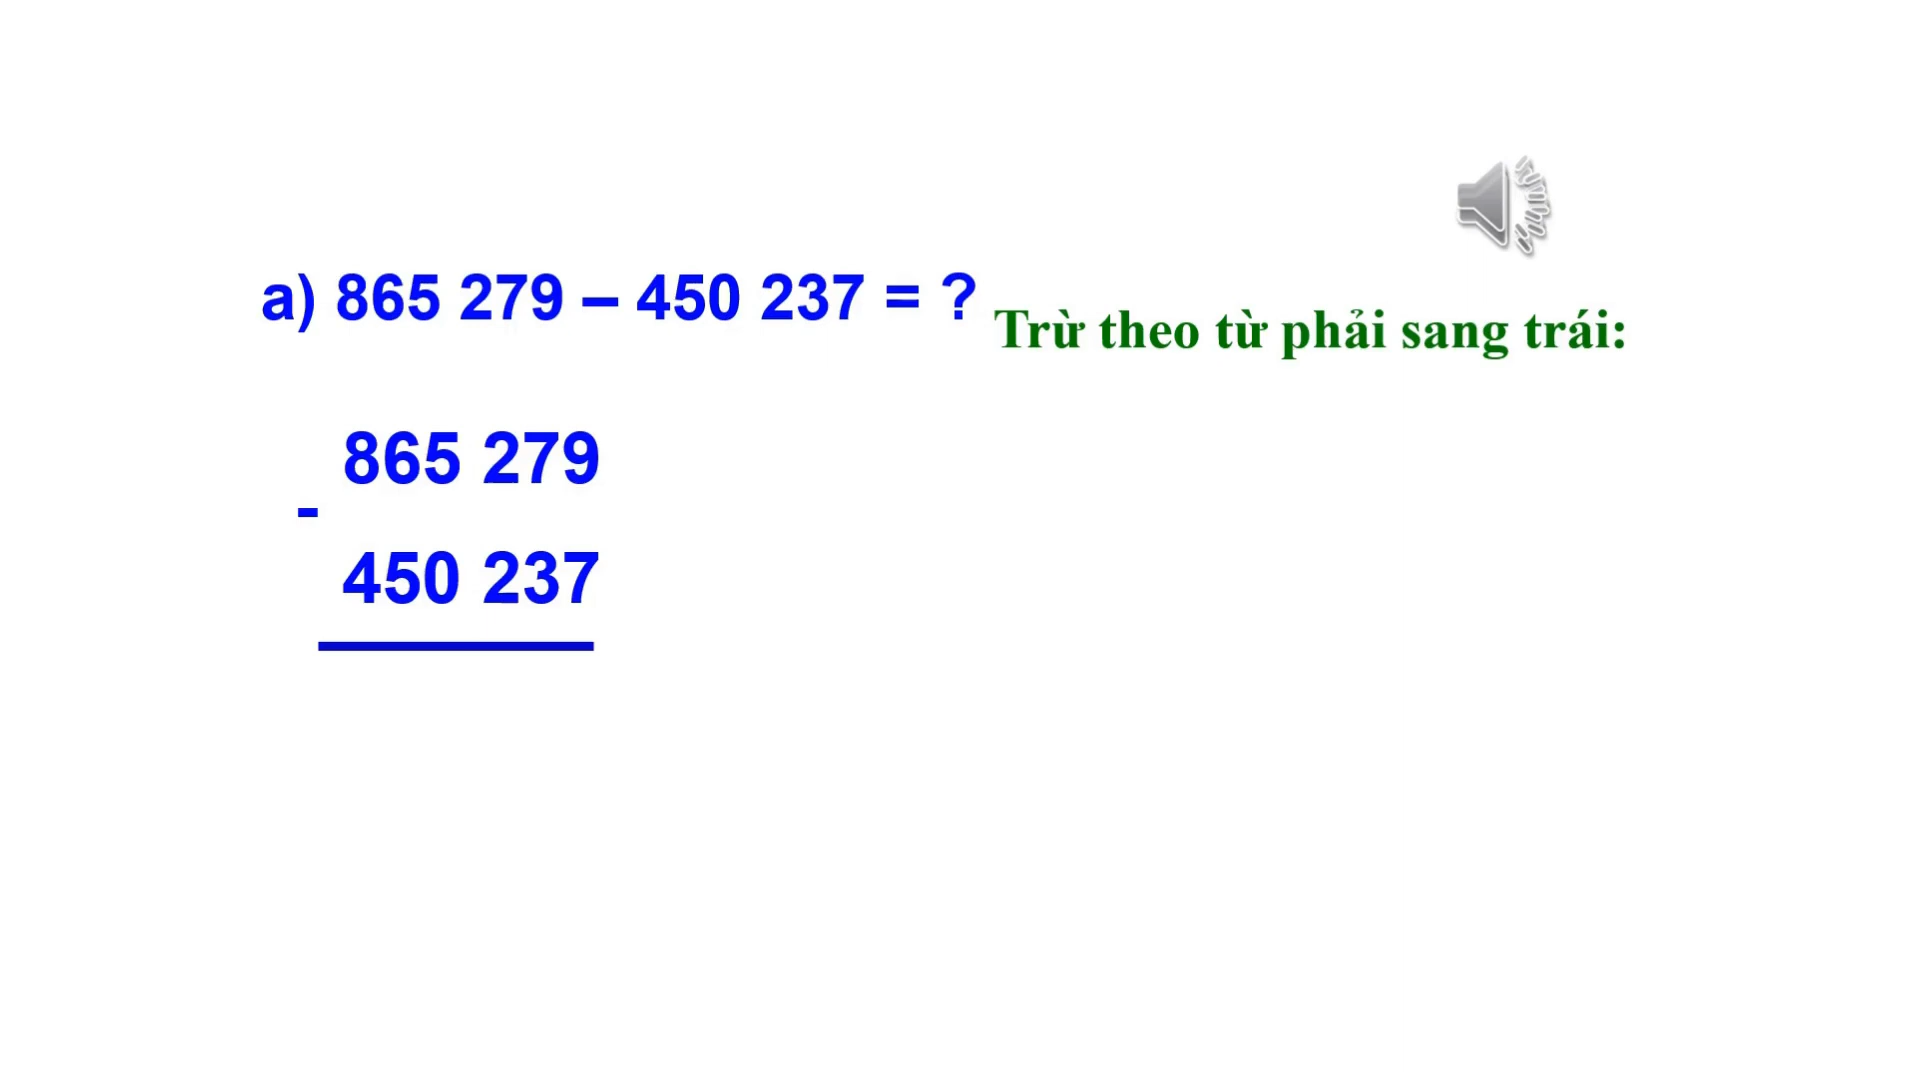 a) 865 279 – 450 237 = ?
Trừ theo từ phải sang trái:
865 279
-
450 237